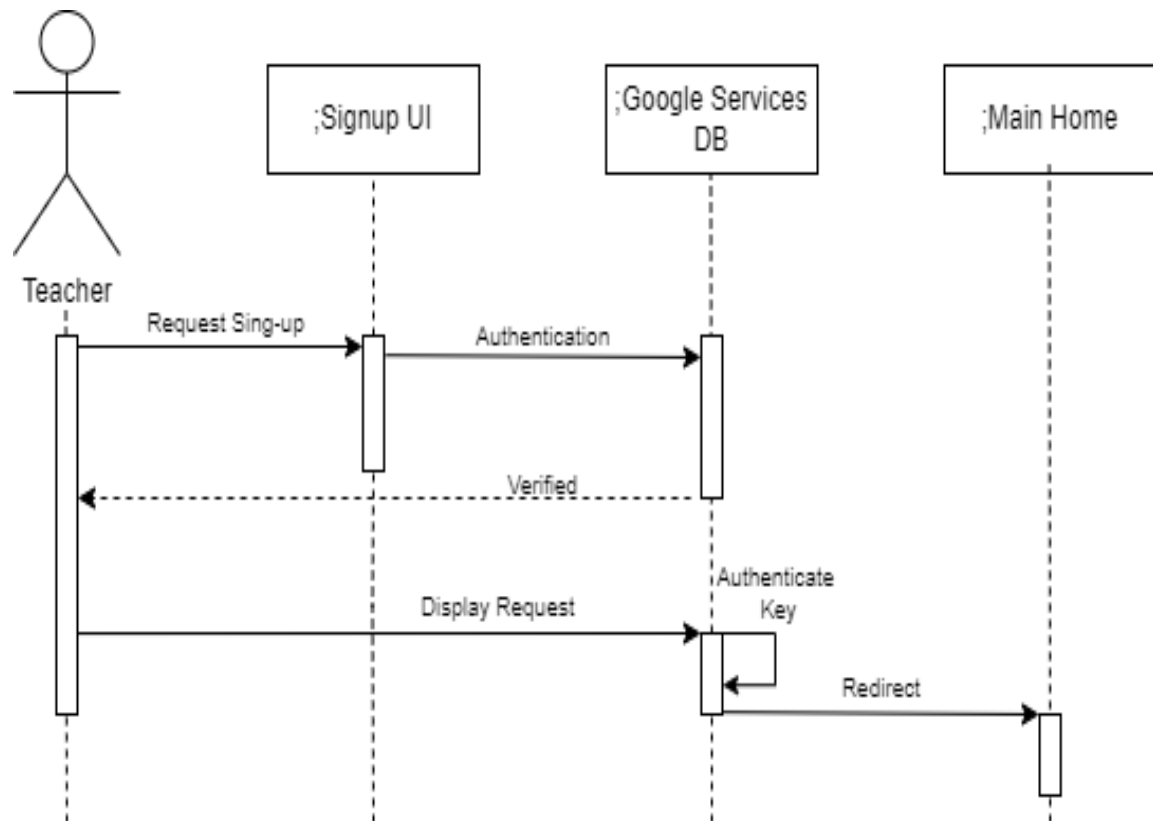 ;Signup UI
;Google Services
DB
;Main Home
Teacher
Request Sing-up
Authentication
Verified
Authenticate
Key
Display Request
Redirect